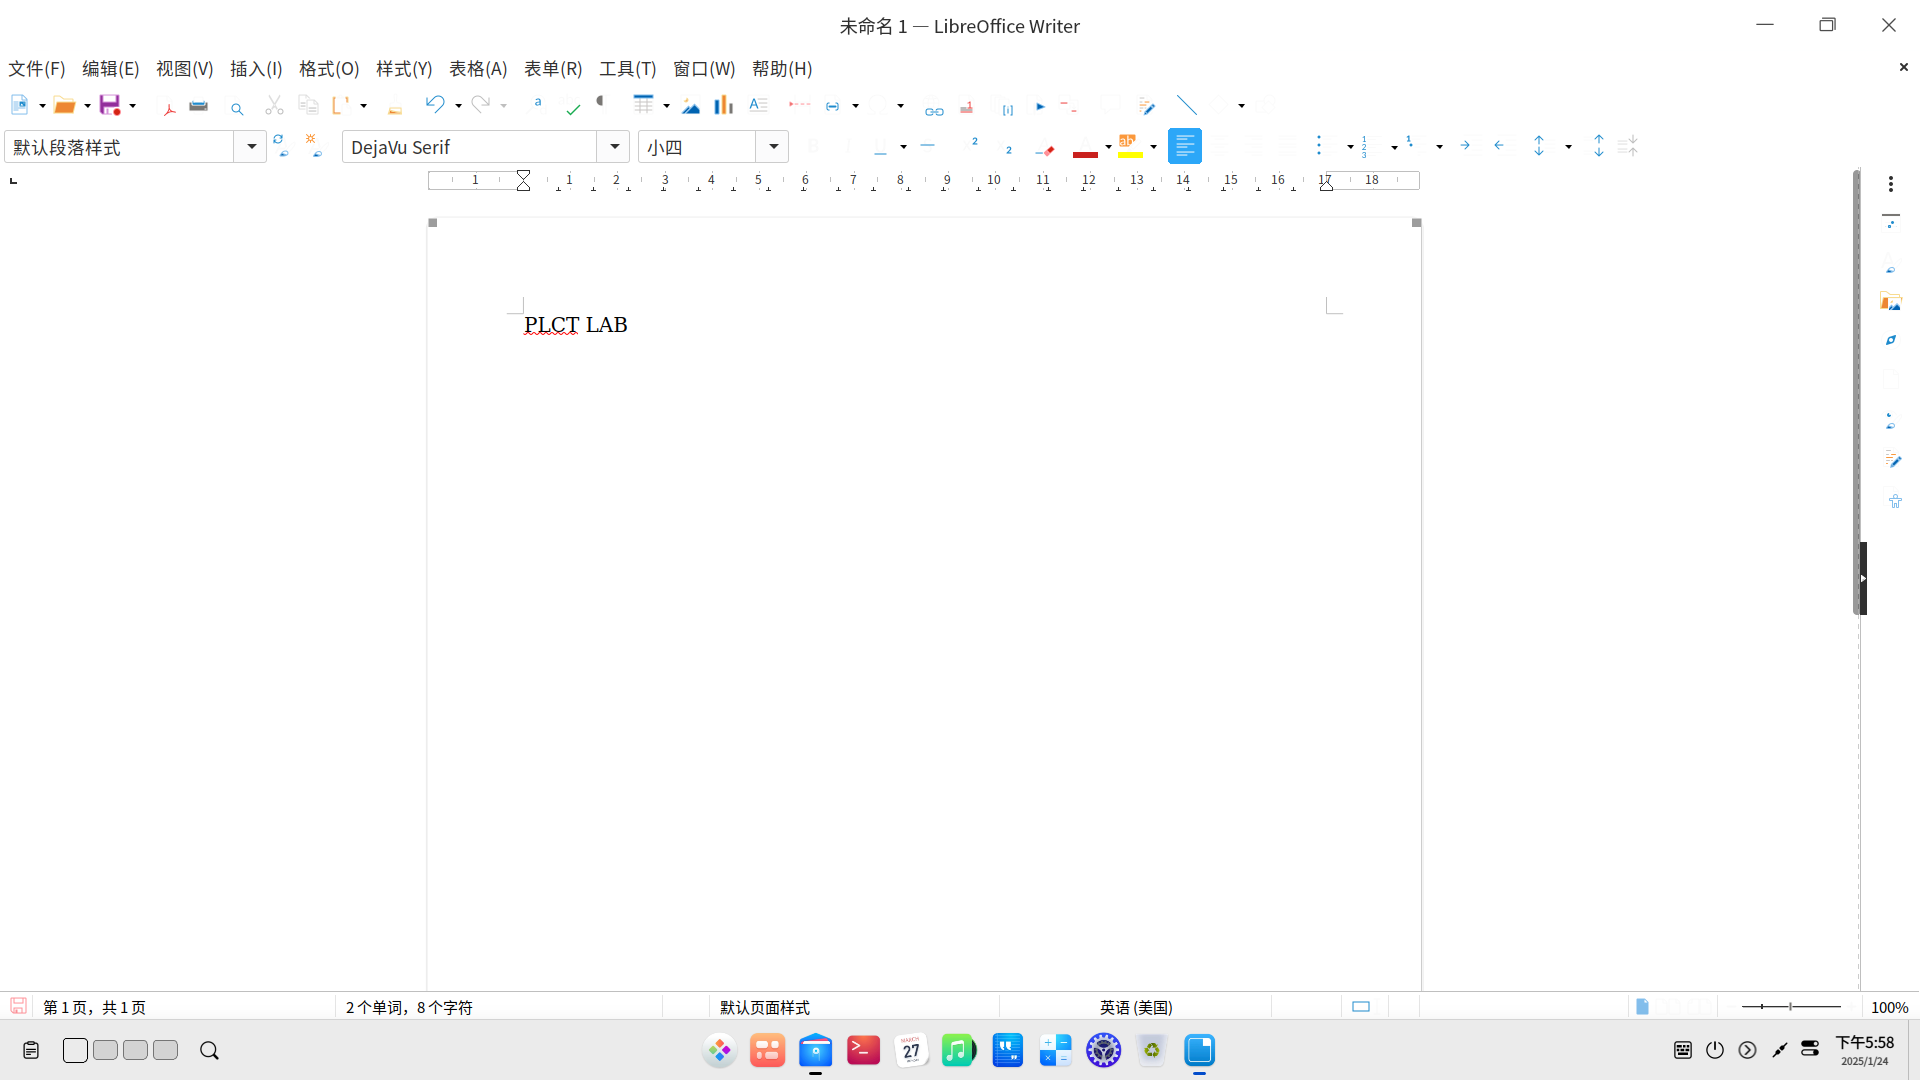 未命名 1 — LibreOffice Writer
文件(F) 编辑(E) 视图(V) 插入(I) 格式(O) 样式(Y) 表格(A) 表单(R) 工具(T) 窗口(W) 帮助(H)
默认段落样式 DejaVu Serif 小四
1 1 2 3 4 5 6 7 8 9 10 11 12 13 14 15 16 17 18
PLCT LAB
第 1 页，共 1 页 2 个单词，8 个字符 默认页面样式 英语 (美国) 100%
MARCH
27
下午5:58
2025/1/24